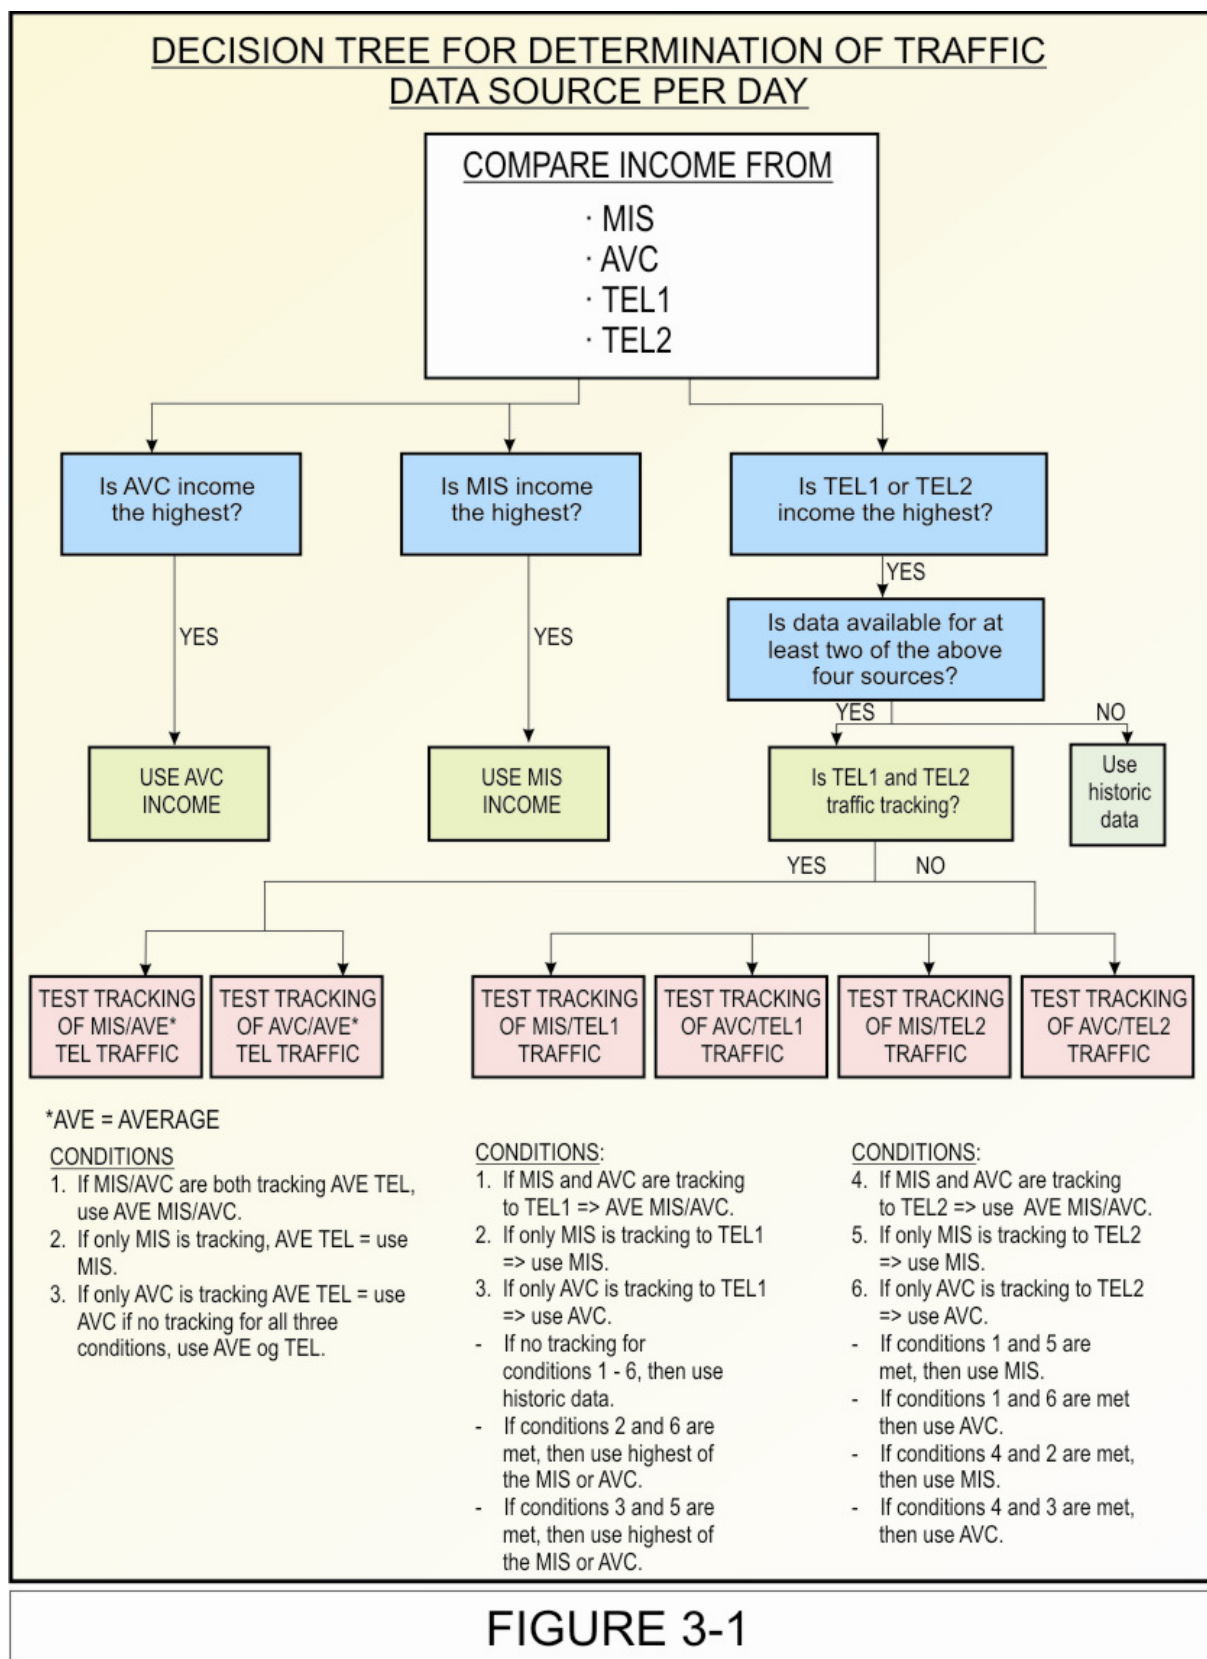 DECISION TREE FOR DETERMINATION OF TRAFFIC
DATA SOURCE PER DAY
COMPARE INCOME FROM
· MIS
· AVC
· TEL1
· TEL2
Is AVC income
the highest?
Is MIS income
the highest?
Is TEL1 or TEL2
income the highest?
YES
YES
YES
Is data available for at
least two of the above
four sources?
YES
NO
USE AVC
INCOME
USE MIS
INCOME
Is TEL1 and TEL2
traffic tracking?
Use
historic
data
YES
NO
TEST TRACKING
OF MIS/AVE*
TEL TRAFFIC
TEST TRACKING
OF AVC/AVE*
TEL TRAFFIC
TEST TRACKING
OF MIS/TEL1
TRAFFIC
TEST TRACKING
OF AVC/TEL1
TRAFFIC
TEST TRACKING
OF MIS/TEL2
TRAFFIC
TEST TRACKING
OF AVC/TEL2
TRAFFIC
*AVE = AVERAGE
CONDITIONS
1. If MIS/AVC are both tracking AVE TEL,
use AVE MIS/AVC.
2. If only MIS is tracking, AVE TEL = use
MIS.
3. If only AVC is tracking AVE TEL = use
AVC if no tracking for all three
conditions, use AVE og TEL.
CONDITIONS:
1. If MIS and AVC are tracking
to TEL1 => AVE MIS/AVC.
2. If only MIS is tracking to TEL1
=> use MIS.
3. If only AVC is tracking to TEL1
=> use AVC.
- If no tracking for
conditions 1 - 6, then use
historic data.
- If conditions 2 and 6 are
met, then use highest of
the MIS or AVC.
- If conditions 3 and 5 are
met, then use highest of
the MIS or AVC.
CONDITIONS:
4. If MIS and AVC are tracking
to TEL2 => use AVE MIS/AVC.
5. If only MIS is tracking to TEL2
=> use MIS.
6. If only AVC is tracking to TEL2
=> use AVC.
- If conditions 1 and 5 are
met, then use MIS.
- If conditions 1 and 6 are met
then use AVC.
- If conditions 4 and 2 are met,
then use MIS.
- If conditions 4 and 3 are met,
then use AVC.
FIGURE 3-1